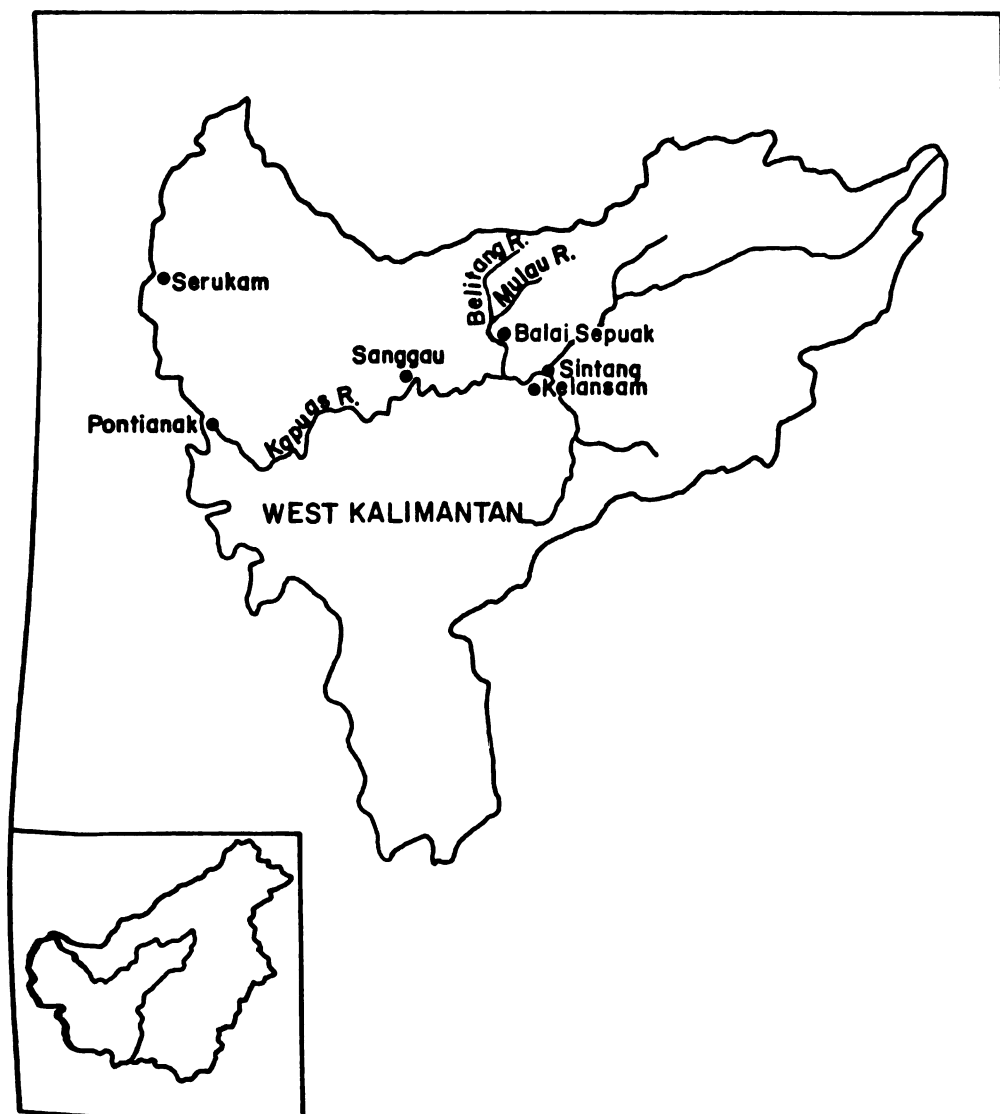 Belitang R.
Mulau R.
Serukam
Balai Sepuak
Sanggau
Sintang
Kelansam
Kapuas R.
Pontianak
WEST KALIMANTAN